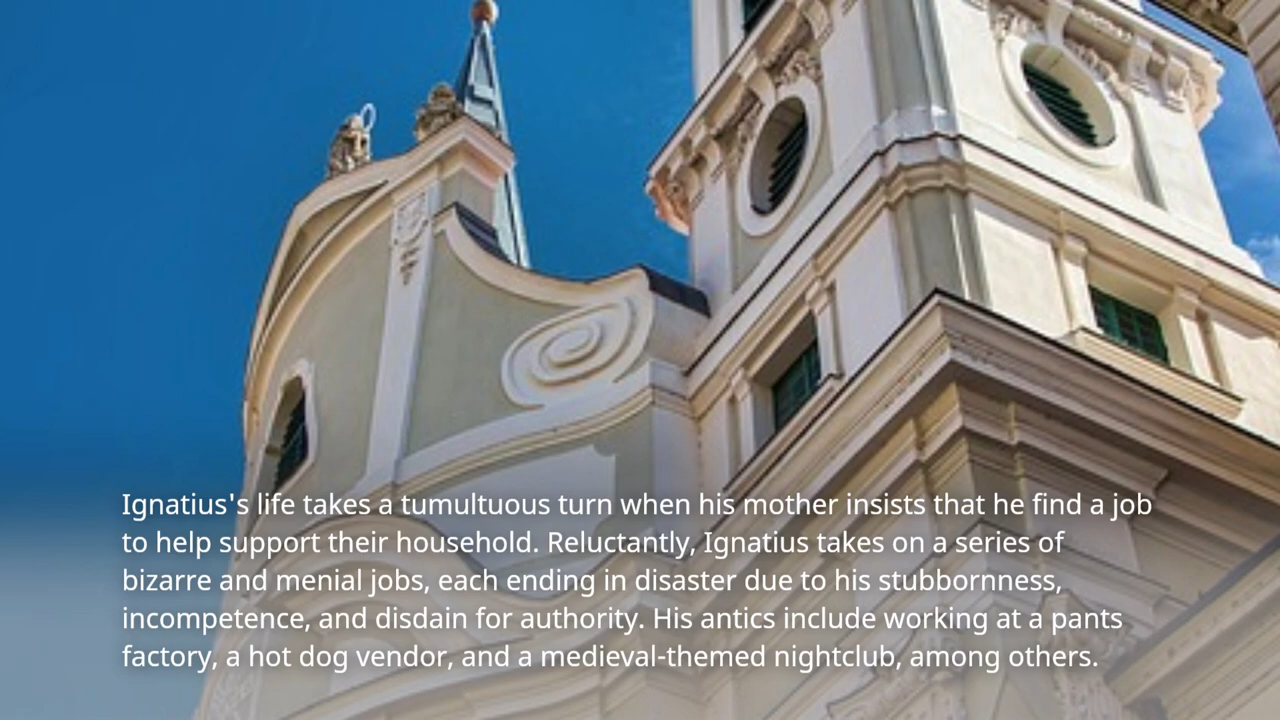 Ignatius's life takes a tumultuous turn when his mother insists that he find a job
to help support their household. Reluctantly, Ignatius takes on a series of
bizarre and menial jobs, each ending in disaster due to his stubbornness,
incompetence, and disdain for authority. His antics include working at a pants
factory, a hot dog vendor, and a medieval-themed nightclub, among others.